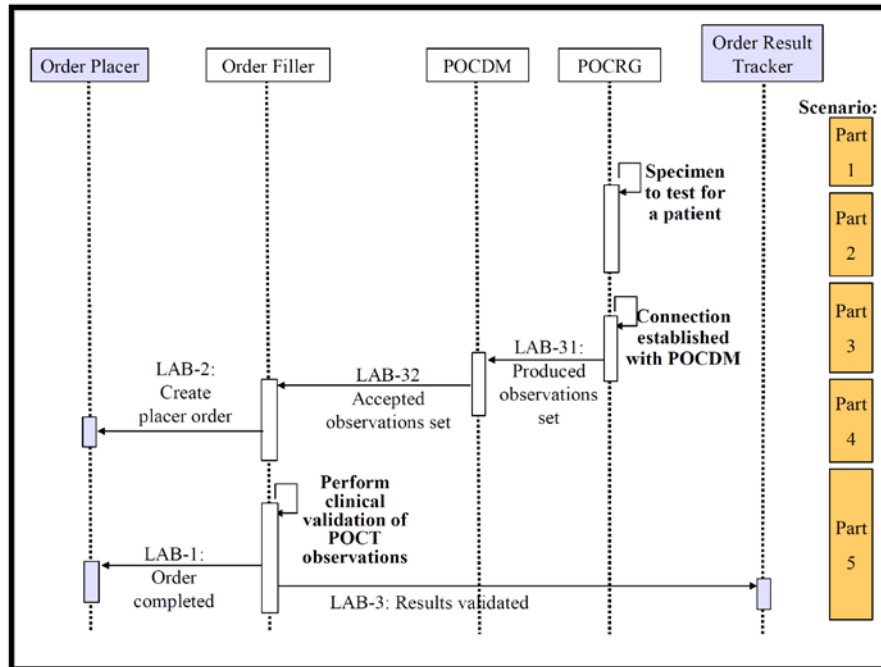 Order Placer
Order Filler
POCDM
POCRG
Order Result
Tracker
Scenario:
Part
1
Specimen
to test for
a patient
Part
2
Connection
established
with POCDM
Part
3
LAB-31:
Produced
observations
set
LAB-32
Accepted
observations set
LAB-2:
Create
placer order
Part
4
Perform
clinical
validation of
POCT
observations
Part
5
LAB-1:
Order
completed
LAB-3: Results validated